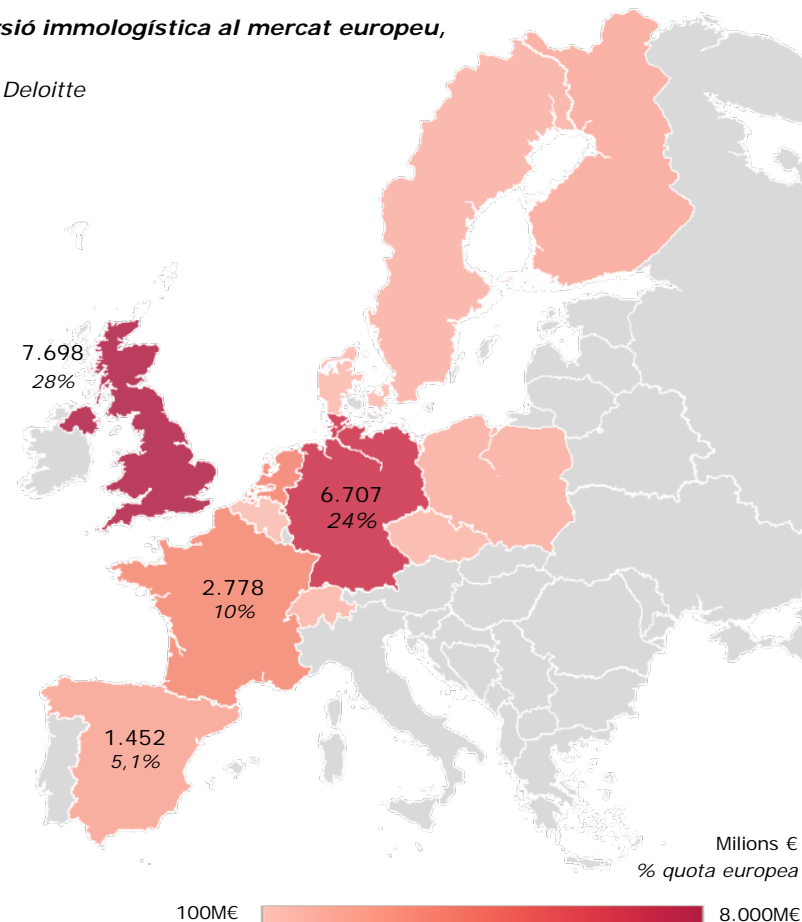 immologística al mercat europeu,
Deloitte
7.698
28%
6.707
24%
2.778
10%
1.452
5,1%
Milions €
% quota europea
100M€
8.000M€